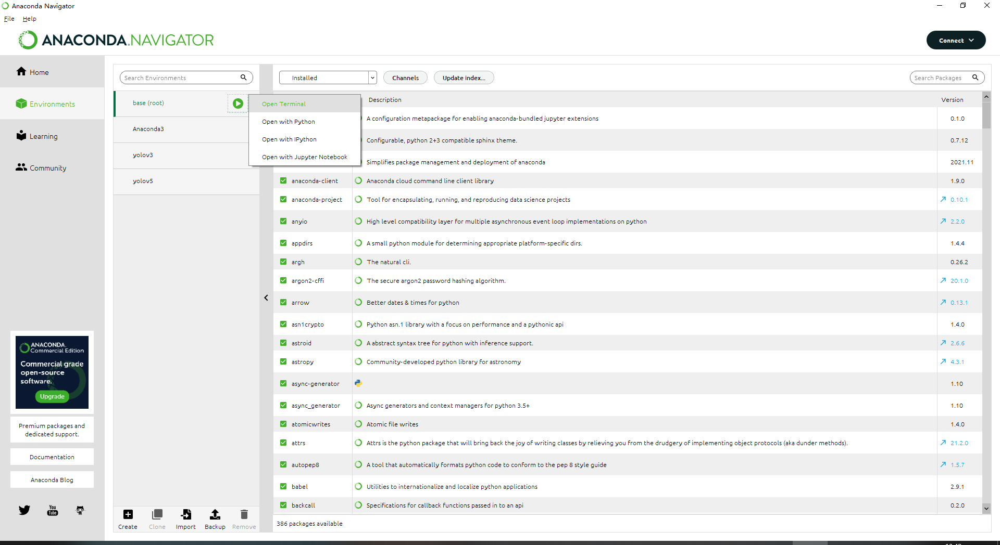 Anaconda Navigator
File Help
ANACONDA.NAVIGATOR
Connect
Home
Environments
Learning
Community
ANACONDA.
Commercial Edition
Commercial grade
open-source
software.
Upgrade
Premium packages and
dedicated support.
Documentation
Anaconda Blog
You
Tube
Search Environments
base (root)
Anaconda3
yolov3
yolov5
Open Terminal
Open with Python
Open with IPython
Open with Jupyter Notebook
Create Clone Import Backup Remove
Installed Channels Update index... Search Packages
Description Version
A configuration metapackage for enabling anaconda-bundled jupyter extensions 0.1.0
Configurable, python 2+3 compatible sphinx theme. 0.7.12
Simplifies package management and deployment of anaconda 2021.11
anaconda-client Anaconda cloud command line client library 1.9.0
anaconda-project Tool for encapsulating, running, and reproducing data science projects 0.10.1
anyio High level compatibility layer for multiple asynchronous event loop implementations on python 2.2.0
appdirs A small python module for determining appropriate platform-specific dirs. 1.4.4
argh The natural cli. 0.26.2
argon2-cffi The secure argon2 password hashing algorithm. 20.1.0
arrow Better dates & times for python 0.13.1
asn1crypto Python asn.1 library with a focus on performance and a pythonic api 1.4.0
astroid A abstract syntax tree for python with inference support. 2.6.6
astropy Community-developed python library for astronomy 4.3.1
async-generator 1.10
async_generator Async generators and context managers for python 3.5+ 1.10
atomicwrites Atomic file writes 1.4.0
attrs Attrs is the python package that will bring back the joy of writing classes by relieving you from the drudgery of implementing object protocols (aka dunder methods). 21.2.0
autopep8 A tool that automatically formats python code to conform to the pep 8 style guide 1.5.7
babel Utilities to internationalize and localize python applications 2.9.1
backcall Specifications for callback functions passed in to an api 0.2.0
386 packages available